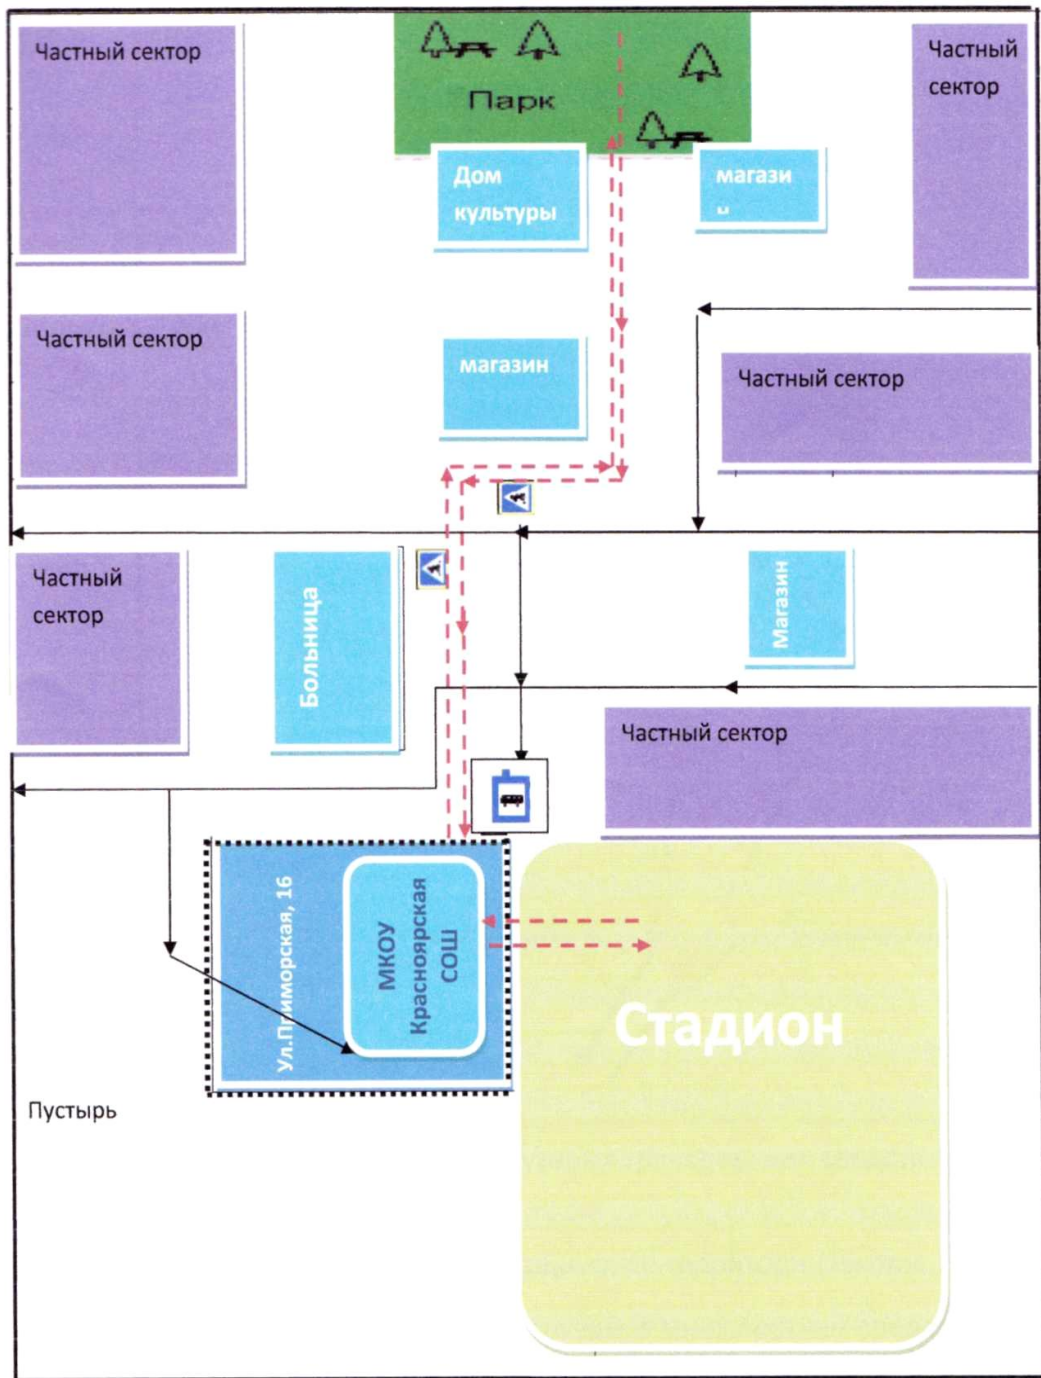 Частный сектор
Парк
Частный
сектор
Дом
культуры
магази
Частный сектор
магазин
Частный сектор
Частный
сектор
Больница
Магазин
Частный сектор
Ул.Приморская, 16
МКОУ
Красноярская
СОШ
Стадион
Пустырь